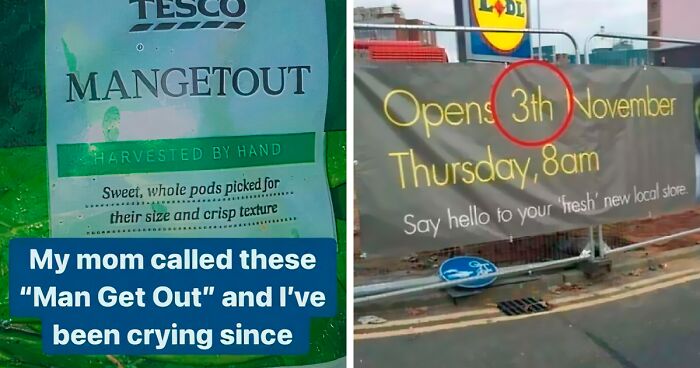 TESCO
MANGETOUT
HARVESTED BY HAND
Sweet, whole pods picked for
their size and crisp texture
My mom called these
“Man Get Out” and I’ve
been crying since
LIDL
Opens 3th November
Thursday, 8am
Say hello to your ‘fresh’ new local store.